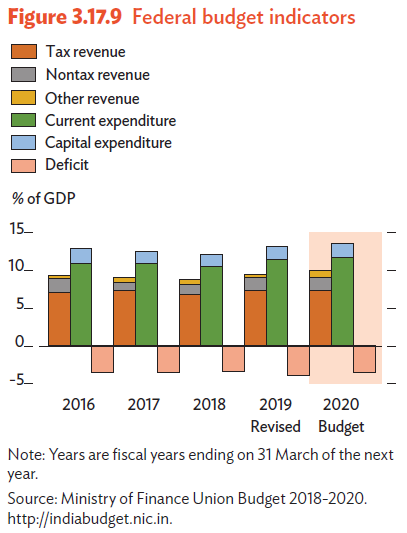 Figure 3.17.9 Federal budget indicators
Tax revenue
Nontax revenue
Other revenue
Current expenditure
Capital expenditure
Deficit
% of GDP
15
10
5
0
–5
2016 2017 2018 2019 2020
Revised Budget
Note: Years are fiscal years ending on 31 March of the next
year.
Source: Ministry of Finance Union Budget 2018-2020.
http://indiabudget.nic.in.